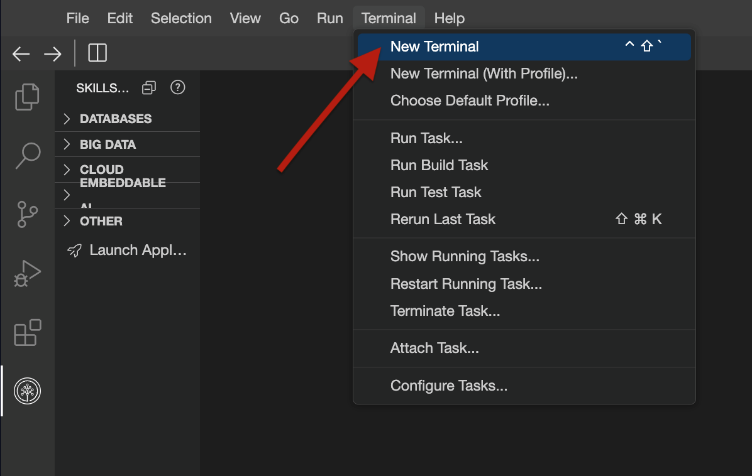 File Edit Selection View Go Run Terminal Help
SKILLS...
DATABASES
BIG DATA
CLOUD
EMBEDDABLE
AI
OTHER
Launch Appl...
New Terminal ^⇧`
New Terminal (With Profile)...
Choose Default Profile...
Run Task...
Run Build Task
Run Test Task
Rerun Last Task ⇧⌘K
Show Running Tasks...
Restart Running Task...
Terminate Task...
Attach Task...
Configure Tasks...